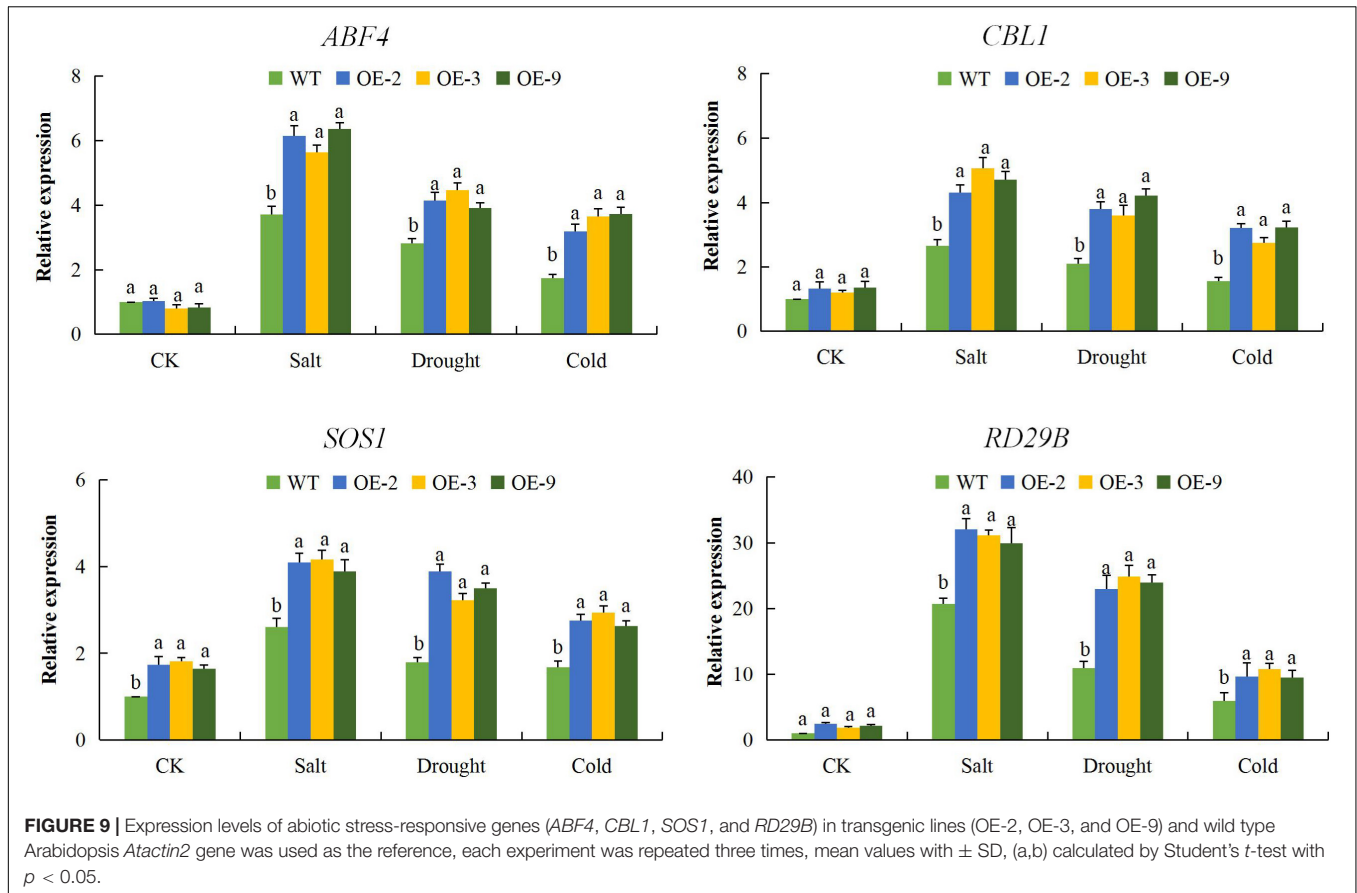 ABF4
WT OE-2 OE-3 OE-9
Relative expression
8
6
4
2
0
a a a a
b a a a
b a a a
b a a a
CK Salt Drought Cold
CBL1
WT OE-2 OE-3 OE-9
Relative expression
8
6
4
2
0
a a a a
b a a a
b a a a
b a a a
CK Salt Drought Cold
SOS1
WT OE-2 OE-3 OE-9
Relative expression
6
4
2
0
b a a a
b a a a
b a a a
b a a a
CK Salt Drought Cold
RD29B
WT OE-2 OE-3 OE-9
Relative expression
40
30
20
10
0
a a a a
b a a a
b a a a
b a a a
CK Salt Drought Cold
FIGURE 9 | Expression levels of abiotic stress-responsive genes (ABF4, CBL1, SOS1, and RD29B) in transgenic lines (OE-2, OE-3, and OE-9) and wild type
Arabidopsis Atactin2 gene was used as the reference, each experiment was repeated three times, mean values with ± SD, (a,b) calculated by Student's t-test with
p < 0.05.